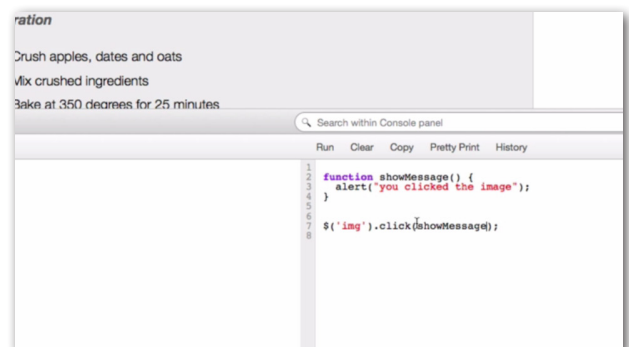 ration
Crush apples, dates and oats
Mix crushed ingredients
Bake at 350 degrees for 25 minutes
Search within Console panel
Run Clear Copy Pretty Print History
1
2 function showMessage() {
3 alert("you clicked the image");
4 }
5
6
7 $('img').click(showMessage);
8